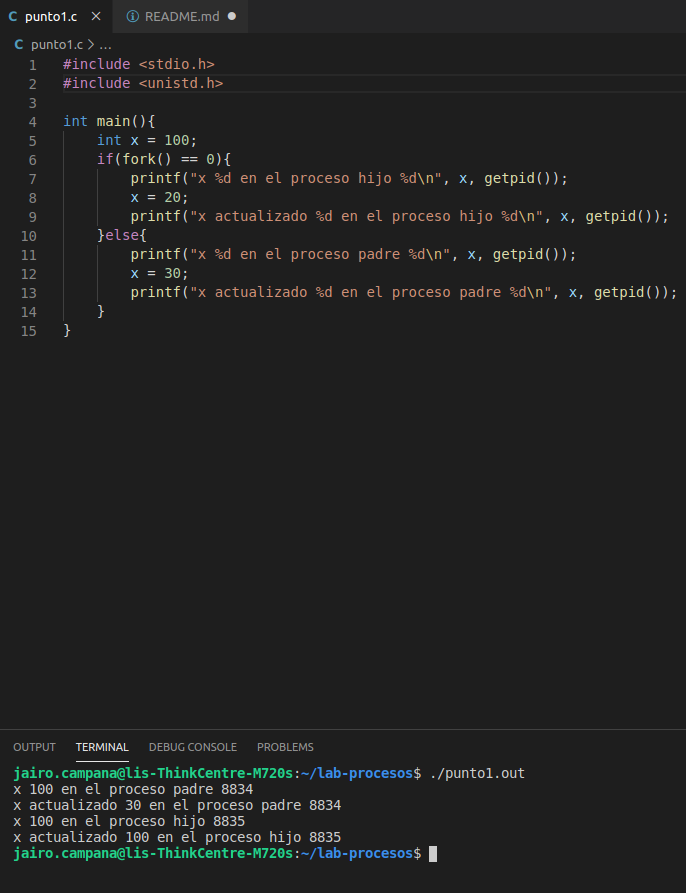 C punto1.c × ⓘ README.md ●
C punto1.c > ...
1 #include <stdio.h>
2 #include <unistd.h>
3
4 int main(){
5     int x = 100;
6     if(fork() == 0){
7         printf("x %d en el proceso hijo %d\n", x, getpid());
8         x = 20;
9         printf("x actualizado %d en el proceso hijo %d\n", x, getpid());
10     }else{
11         printf("x %d en el proceso padre %d\n", x, getpid());
12         x = 30;
13         printf("x actualizado %d en el proceso padre %d\n", x, getpid());
14     }
15 }
OUTPUT TERMINAL DEBUG CONSOLE PROBLEMS
jairo.campana@lis-ThinkCentre-M720s:~/lab-procesos$ ./punto1.out
x 100 en el proceso padre 8834
x actualizado 30 en el proceso padre 8834
x 100 en el proceso hijo 8835
x actualizado 100 en el proceso hijo 8835
jairo.campana@lis-ThinkCentre-M720s:~/lab-procesos$